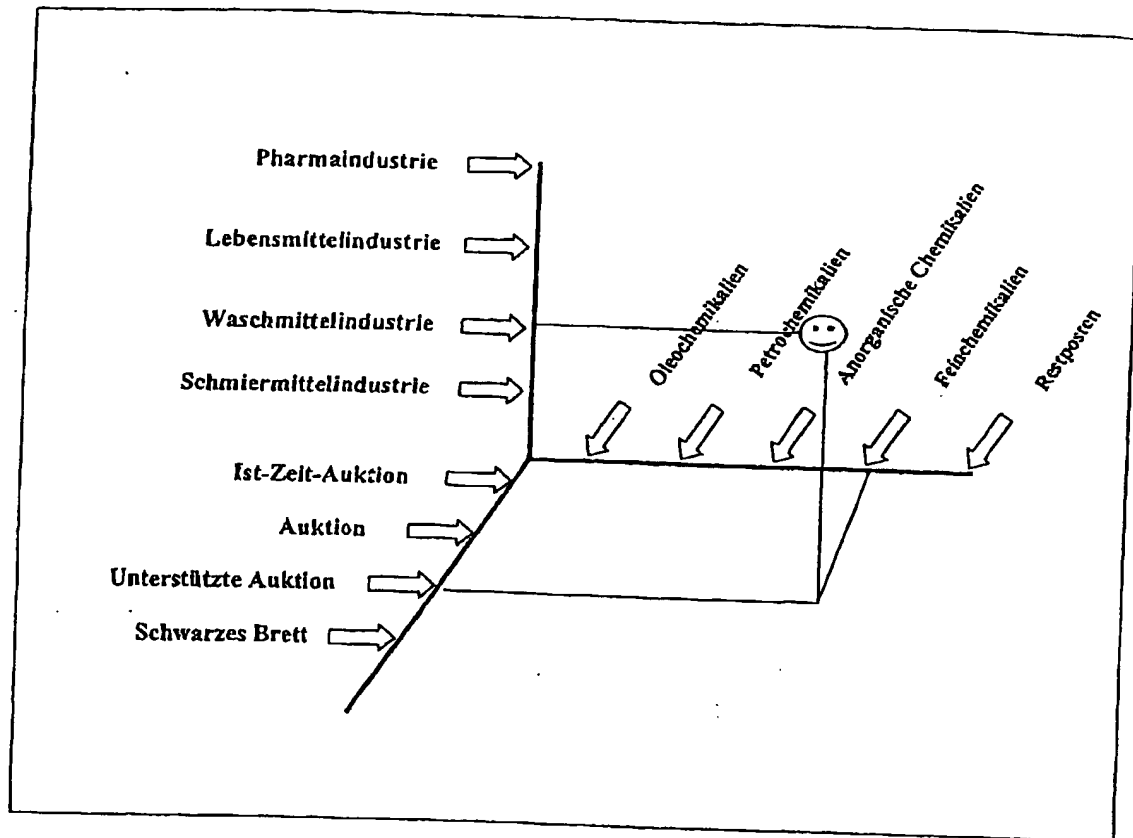 Pharmaindustrie
Lebensmittelindustrie
Waschmittelindustrie
Schmiermittelindustrie
Ist-Zeit-Auktion
Auktion
Unterstützte Auktion
Schwarzes Brett
Oleochemikalien
Petrochemikalien
Anorganische Chemikalien
Feinchemikalien
Restposten